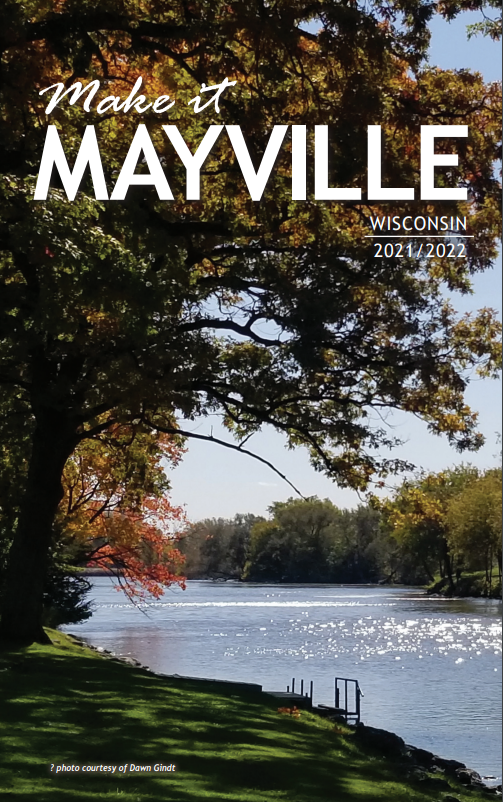 Make it
MAYVILLE
WISCONSIN
2021/2022
? photo courtesy of Dawn Gindt